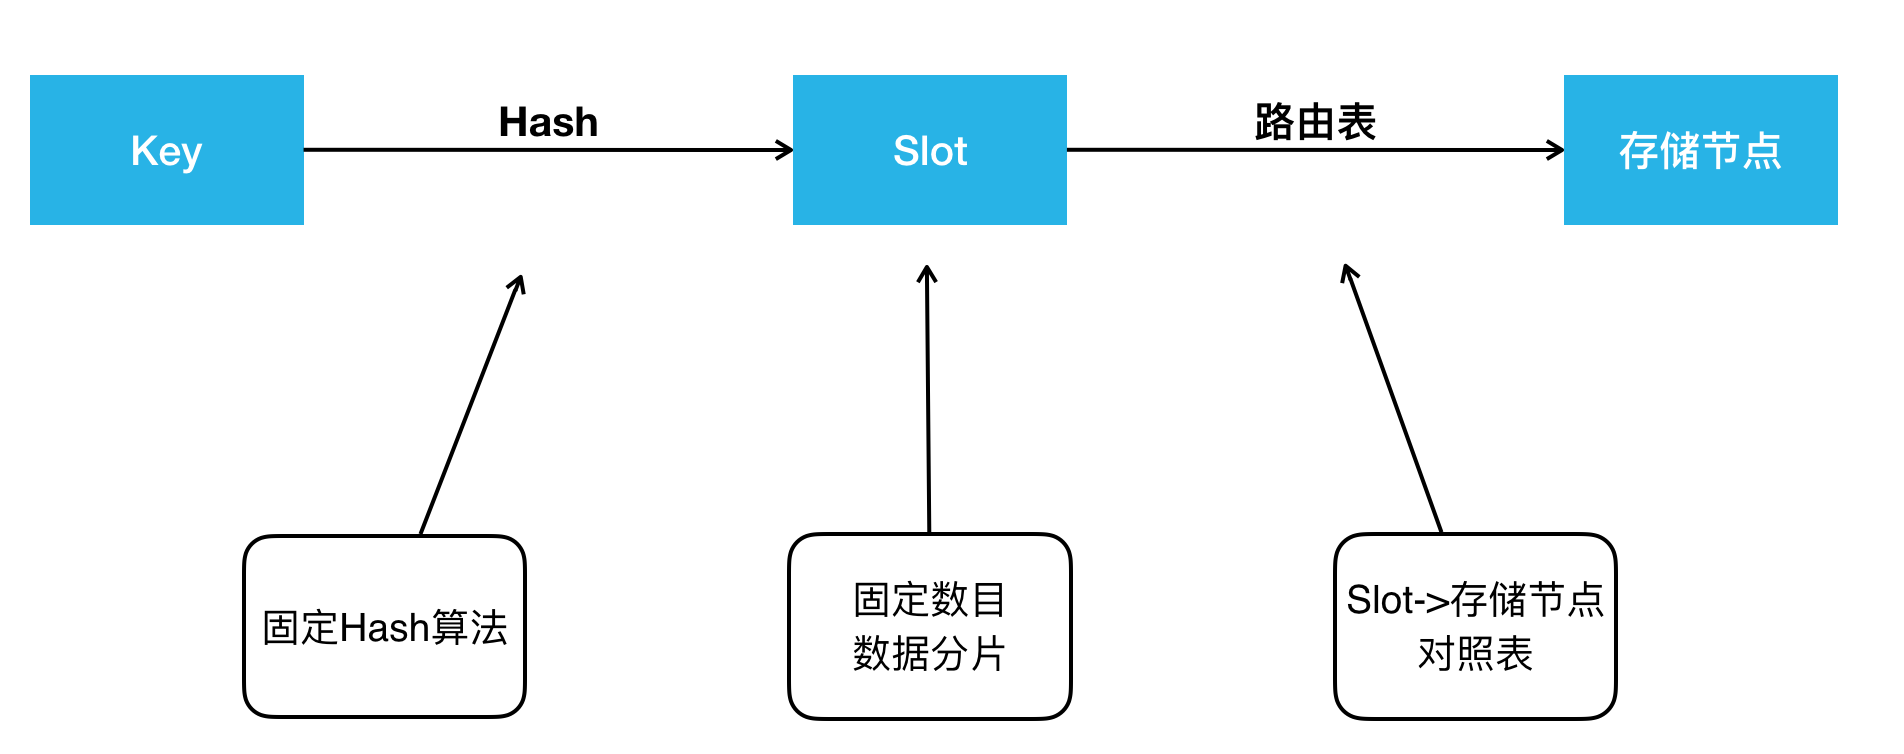 Key
Hash
Slot
路由表
存储节点
固定Hash算法
固定数目
数据分片
Slot->存储节点
对照表